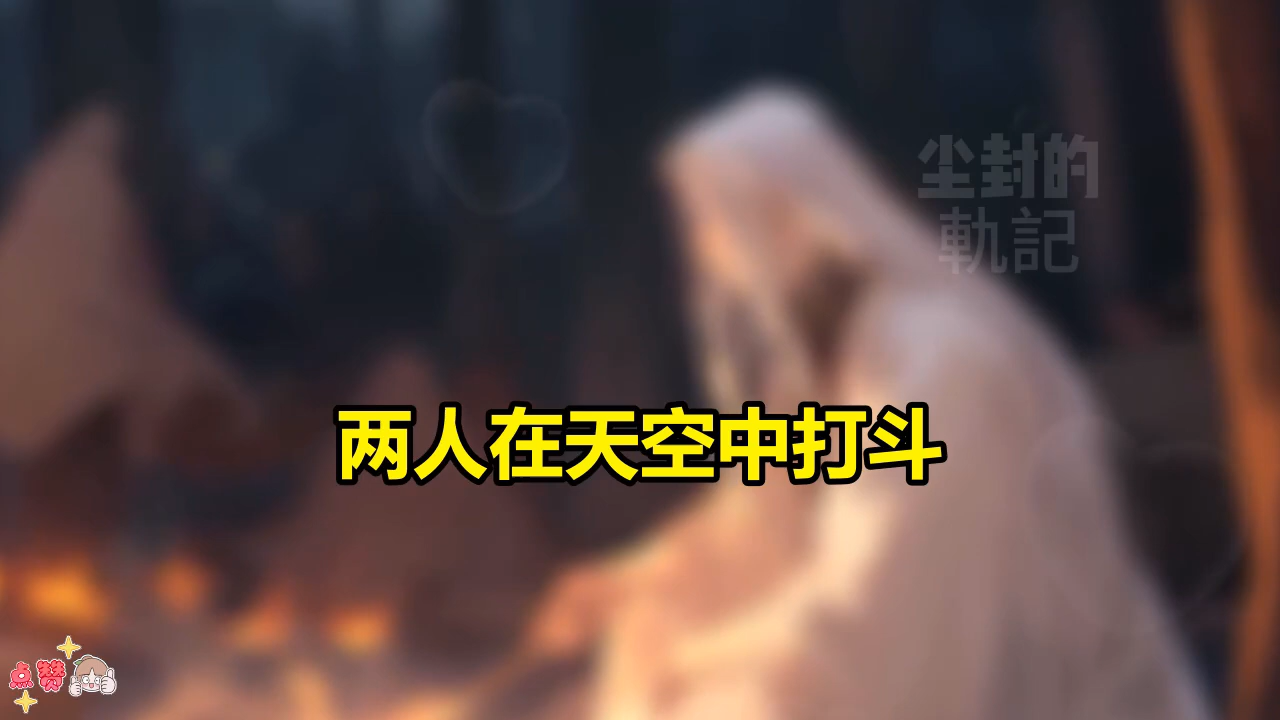 尘封的
軌記
两人在天空中打斗
点赞